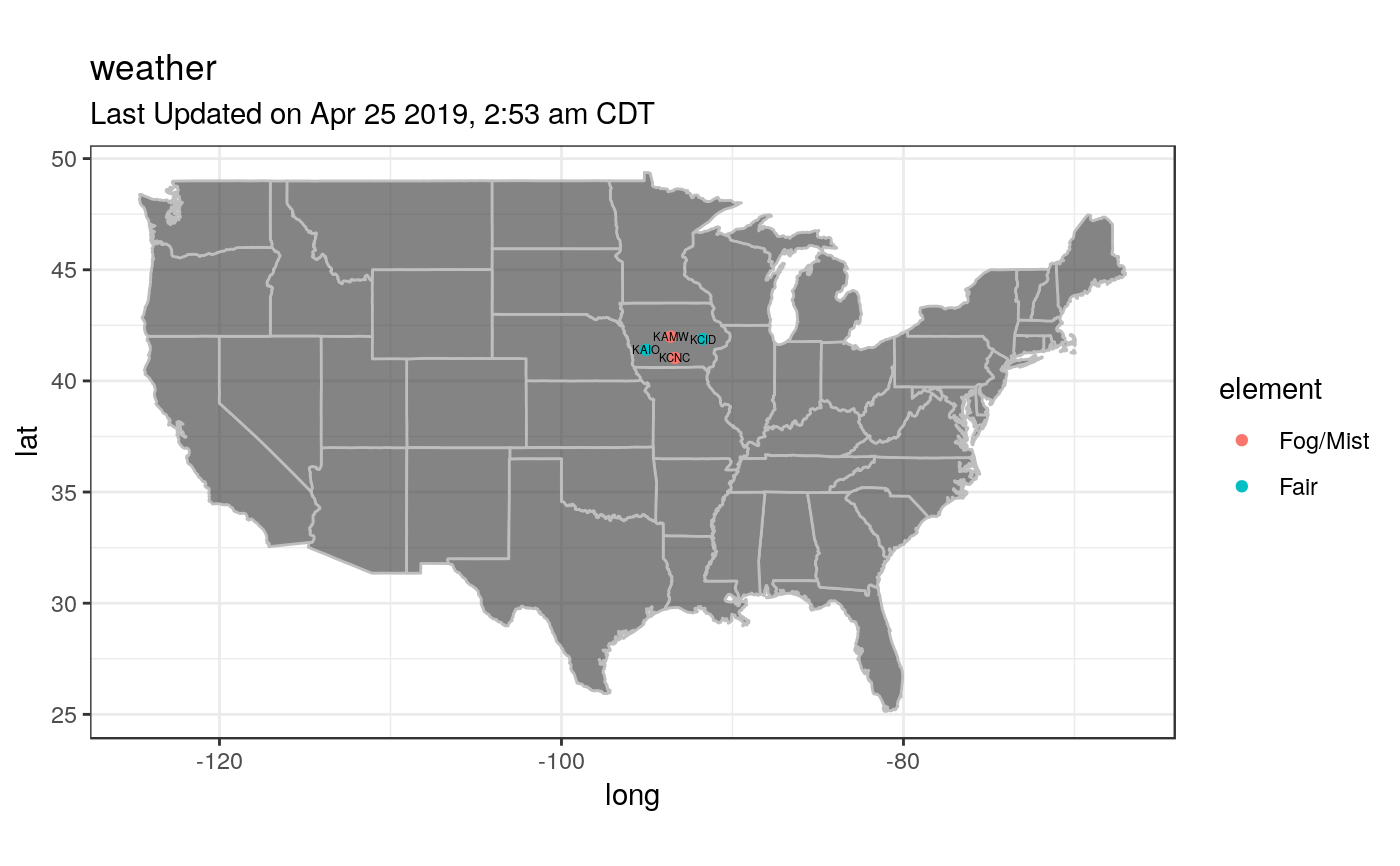 weather
Last Updated on Apr 25 2019, 2:53 am CDT
50
45
40
35
30
25
lat
KAMW
KCID
KAIO
KCNC
-120
-100
-80
long
element
Fog/Mist
Fair